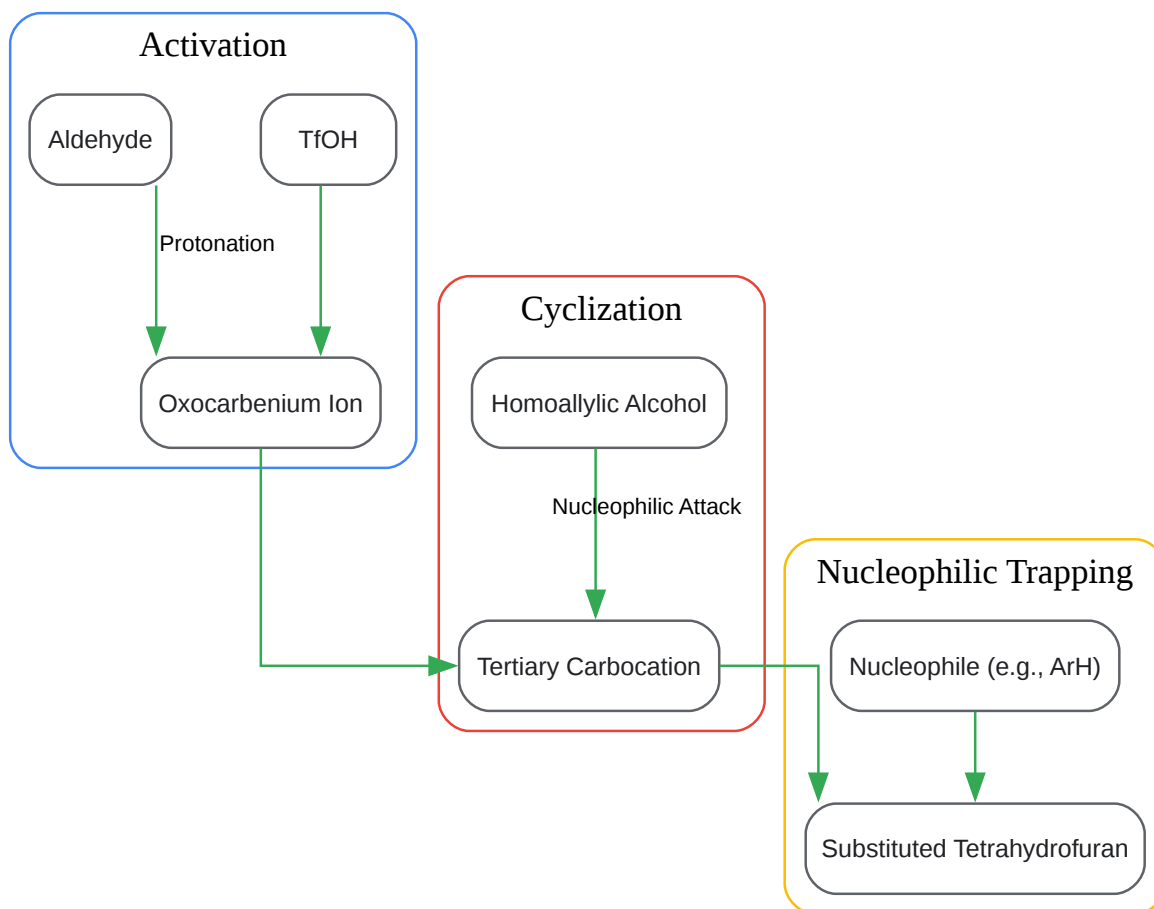 Activation
Aldehyde
TfOH
Protonation
Oxocarbenium Ion
Cyclization
Homoallylic Alcohol
Nucleophilic Attack
Tertiary Carbocation
Nucleophilic Trapping
Nucleophile (e.g., ArH)
Substituted Tetrahydrofuran